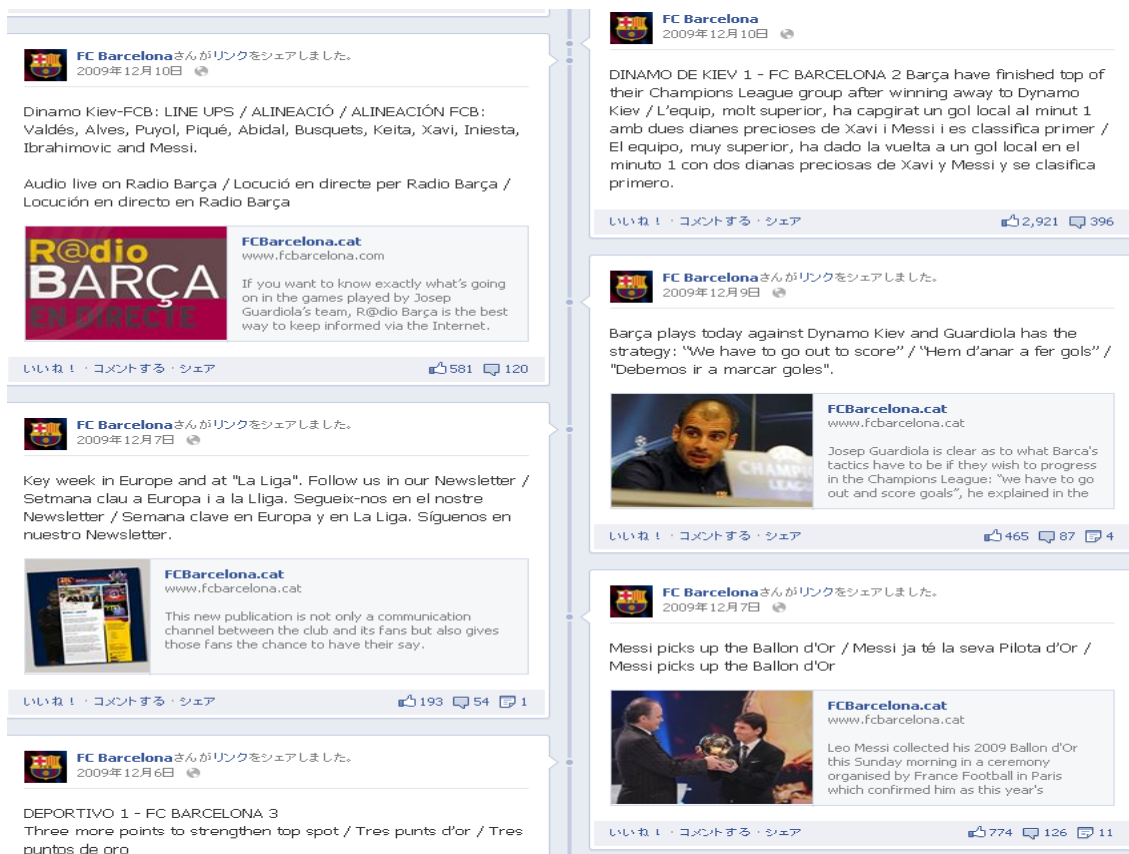 FC Barcelonaさんがリンクをシェアしました。
2009年12月10日
Dinamo Kiev-FCB: LINE UPS / ALINEACIÓ / ALINEACIÓN FCB:
Valdés, Alves, Puyol, Piqué, Abidal, Busquets, Keita, Xavi, Iniesta,
Ibrahimovic and Messi.
Audio live on Radio Barça / Locució en directe per Radio Barça /
Locución en directo en Radio Barça
R@dio
BARÇA
EN DIRECTE
FCBarcelona.cat
www.fcbarcelona.com
If you want to know exactly what's going
on in the games played by Josep
Guardiola's team, R@dio Barça is the best
way to keep informed via the Internet.
いいね！ · コメントする · シェア
581 120
FC Barcelonaさんがリンクをシェアしました。
2009年12月7日
Key week in Europe and at "La Liga". Follow us in our Newsletter /
Setmana clau a Europa i a la Lliga. Segueix-nos en el nostre
Newsletter / Semana clave en Europa y en La Liga. Síguenos en
nuestro Newsletter.
FCBarcelona.cat
www.fcbarcelona.cat
This new publication is not only a communication
channel between the club and its fans but also gives
those fans the chance to have their say.
いいね！ · コメントする · シェア
193 54 1
FC Barcelonaさんがリンクをシェアしました。
2009年12月6日
DEPORTIVO 1 - FC BARCELONA 3
Three more points to strengthen top spot / Tres punts d'or / Tres
puntos de oro
FC Barcelona
2009年12月10日
DINAMO DE KIEV 1 - FC BARCELONA 2 Barça have finished top of
their Champions League group after winning away to Dynamo
Kiev / L'equip, molt superior, ha capgirat un gol local al minut 1
amb dues dianes precioses de Xavi i Messi i es classifica primer /
El equipo, muy superior, ha dado la vuelta a un gol local en el
minuto 1 con dos dianas preciosas de Xavi y Messi y se clasifica
primero.
いいね！ · コメントする · シェア
2,921 396
FC Barcelonaさんがリンクをシェアしました。
2009年12月9日
Barça plays today against Dynamo Kiev and Guardiola has the
strategy: "We have to go out to score" / "Hem d'anar a fer gols" /
"Debemos ir a marcar goles".
CHAMPI
LEAG
FCBarcelona.cat
www.fcbarcelona.cat
Josep Guardiola is clear as to what Barca's
tactics have to be if they wish to progress
in the Champions League: "we have to go
out and score goals", he explained in the
いいね！ · コメントする · シェア
465 87 4
FC Barcelonaさんがリンクをシェアしました。
2009年12月7日
Messi picks up the Ballon d'Or / Messi ja té la seva Pilota d'Or /
Messi picks up the Ballon d'Or
FCBarcelona.cat
www.fcbarcelona.cat
Leo Messi collected his 2009 Ballon d'Or
this Sunday morning in a ceremony
organised by France Football in Paris
which confirmed him as this year's
いいね！ · コメントする · シェア
774 126 11